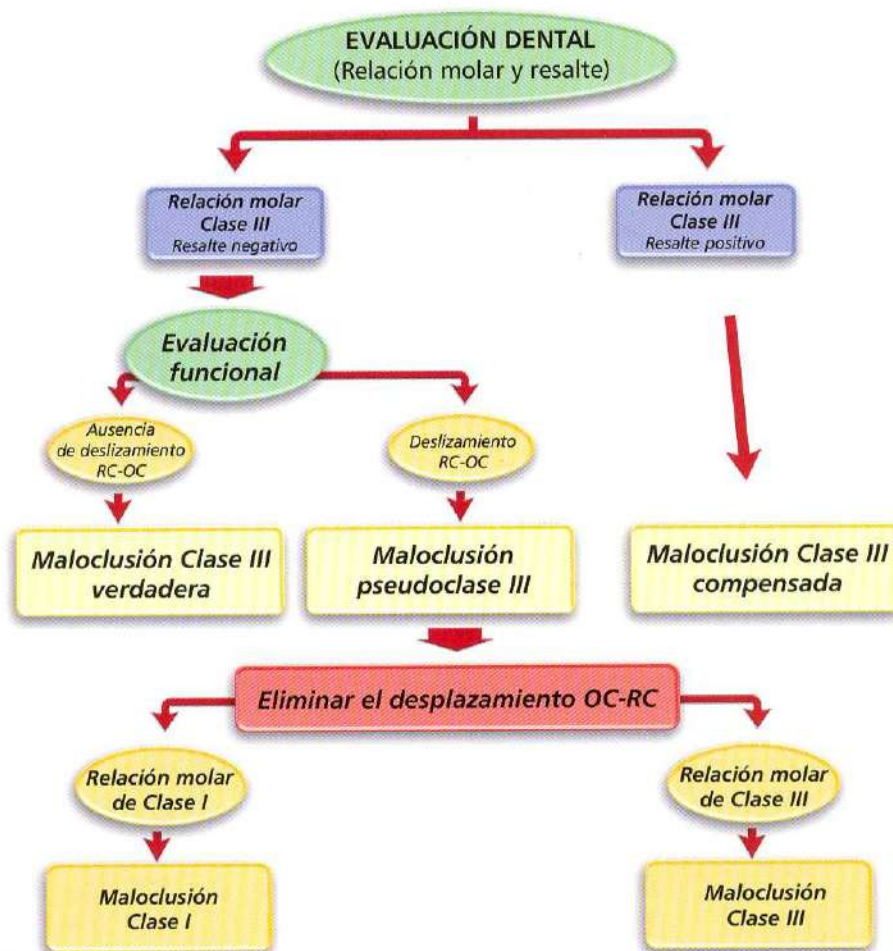 EVALUACIÓN DENTAL
(Relación molar y resalte)
Relación molar
Clase III
Resalte negativo
Relación molar
Clase III
Resalte positivo
Evaluación
funcional
Ausencia
de deslizamiento
RC-OC
Deslizamiento
RC-OC
Maloclusión Clase III
verdadera
Maloclusión
pseudoclase III
Maloclusión Clase III
compensada
Eliminar el desplazamiento OC-RC
Relación molar
de Clase I
Relación molar
de Clase III
Maloclusión
Clase I
Maloclusión
Clase III